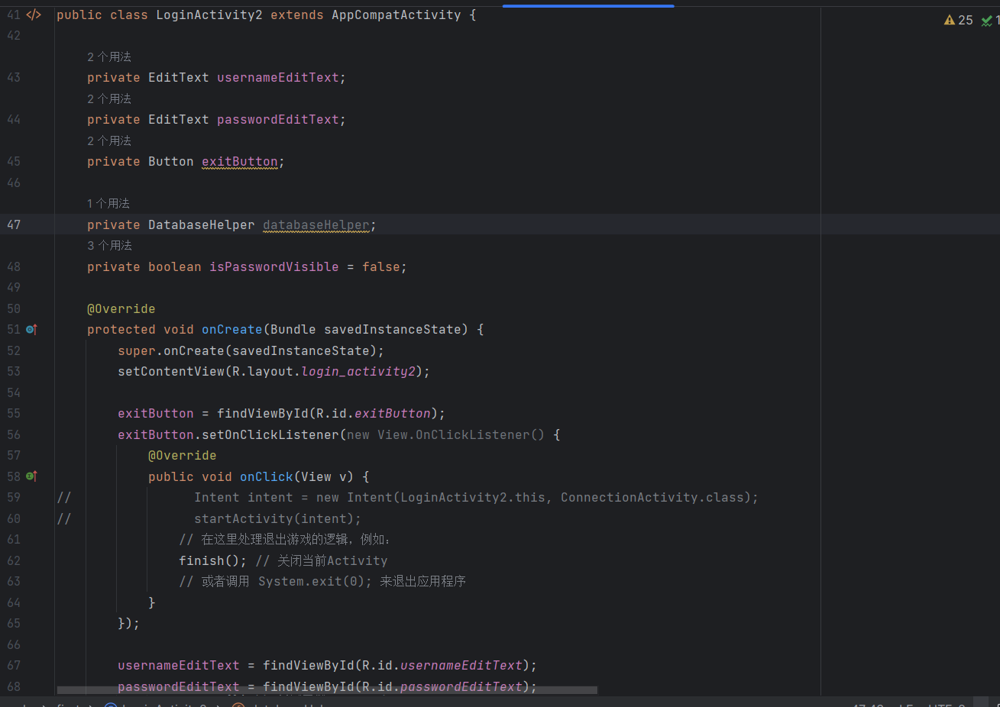 41 </> public class LoginActivity2 extends AppCompatActivity {
25 1
42
2 个用法
43 private EditText usernameEditText;
2 个用法
44 private EditText passwordEditText;
2 个用法
45 private Button exitButton;
46
1 个用法
47 private DatabaseHelper databaseHelper;
3 个用法
48 private boolean isPasswordVisible = false;
49
50 @Override
51 protected void onCreate(Bundle savedInstanceState) {
52 super.onCreate(savedInstanceState);
53 setContentView(R.layout.login_activity2);
54
55 exitButton = findViewById(R.id.exitButton);
56 exitButton.setOnClickListener(new View.OnClickListener() {
57 @Override
58 public void onClick(View v) {
59 // Intent intent = new Intent(LoginActivity2.this, ConnectionActivity.class);
60 // startActivity(intent);
61 // 在这里处理退出游戏的逻辑，例如：
62 finish(); // 关闭当前Activity
63 // 或者调用 System.exit(0); 来退出应用程序
64 }
65 });
66
67 usernameEditText = findViewById(R.id.usernameEditText);
68 passwordEditText = findViewById(R.id.passwordEditText);